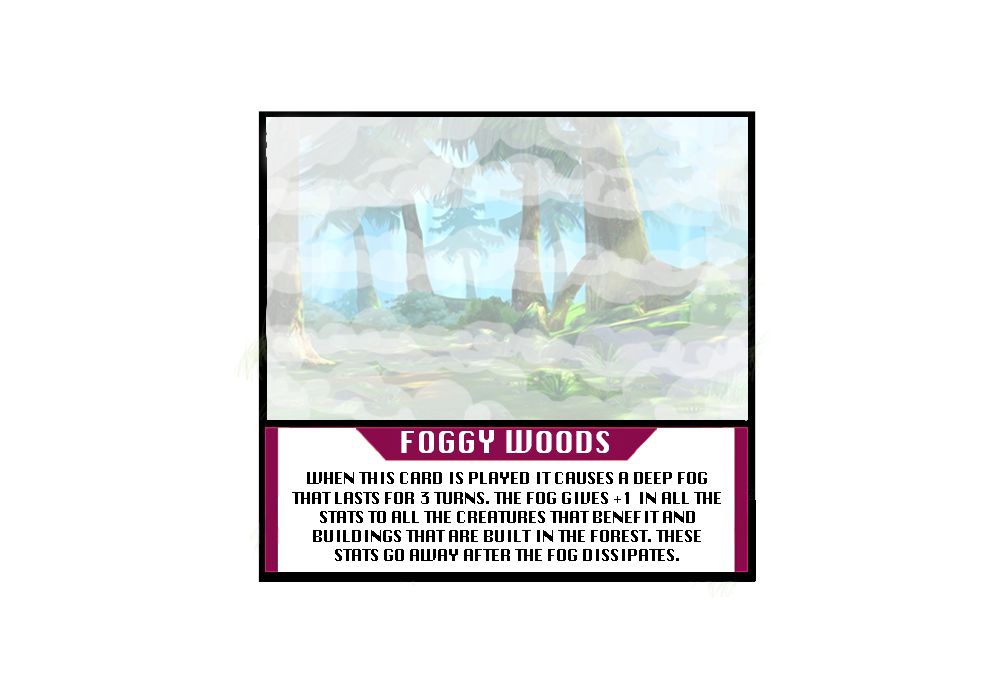 FOGGY WOODS
WHEN THIS CARD IS PLAYED IT CAUSES A DEEP FOG
THAT LASTS FOR 3 TURNS. THE FOG GIVES +1 IN ALL THE
STATS TO ALL THE CREATURES THAT BENEFIT AND
BUILDINGS THAT ARE BUILT IN THE FOREST. THESE
STATS GO AWAY AFTER THE FOG DISSIPATES.